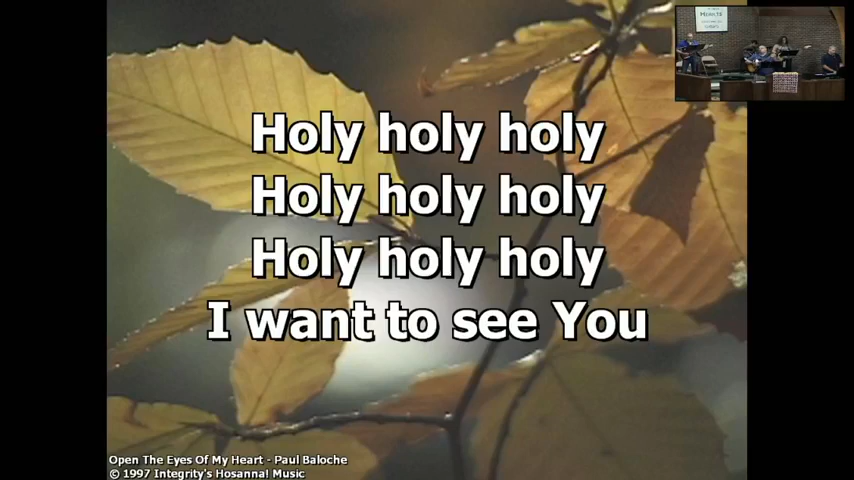 Holy holy holy
Holy holy holy
Holy holy holy
I want to see You
Open The Eyes Of My Heart - Paul Baloche
© 1997 Integrity's Hosanna! Music